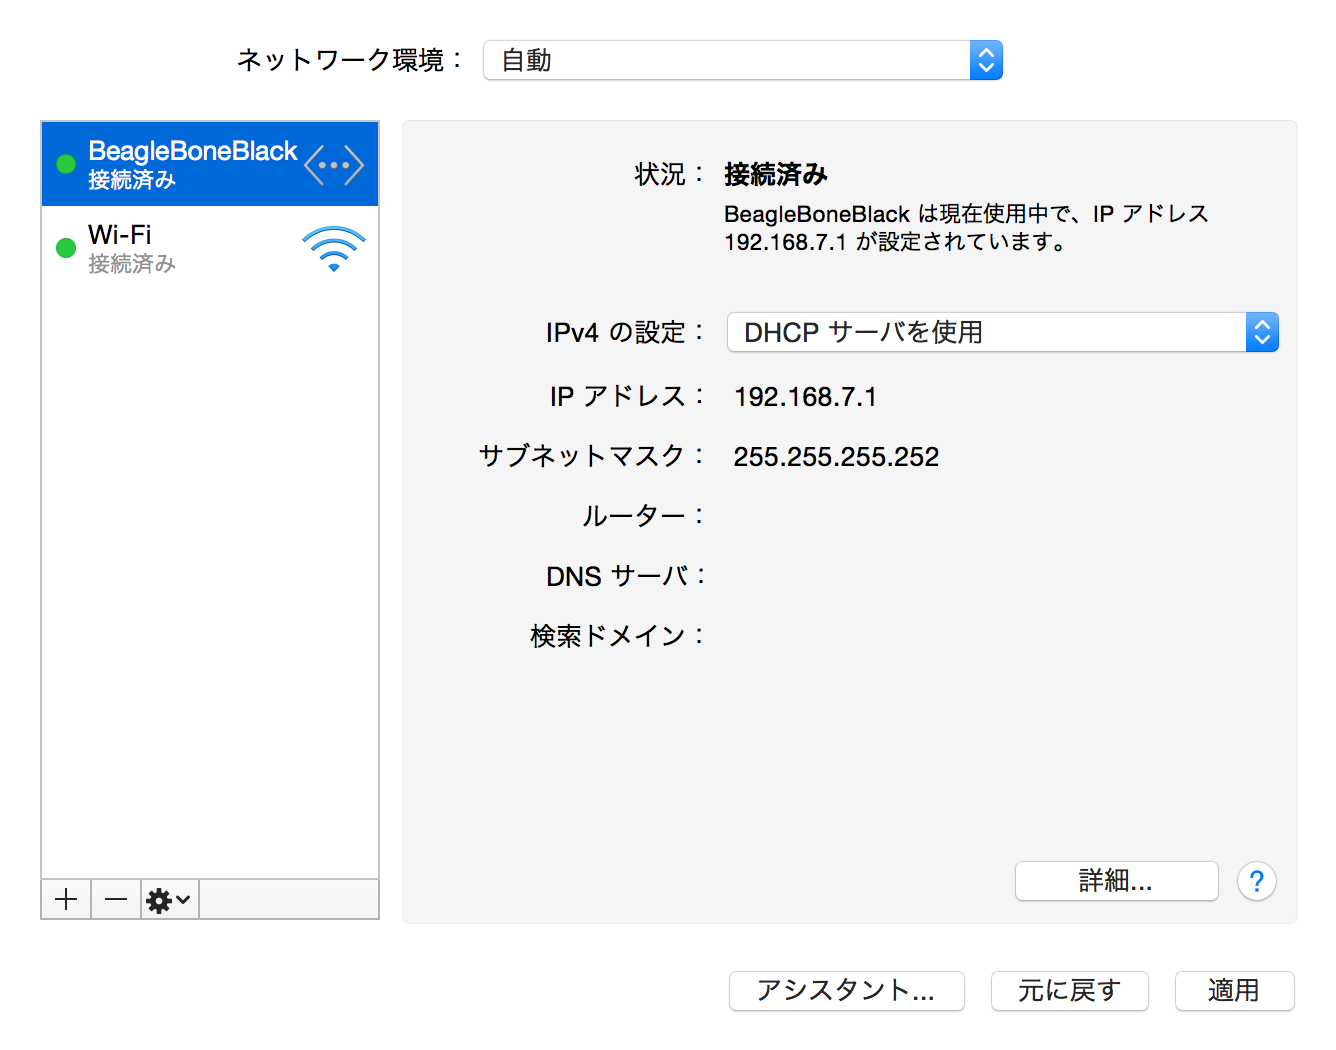 ネットワーク環境： 自動
BeagleBoneBlack
接続済み
Wi-Fi
接続済み
状況： 接続済み
BeagleBoneBlack は現在使用中で、IP アドレス
192.168.7.1 が設定されています。
IPv4 の設定： DHCP サーバを使用
IP アドレス： 192.168.7.1
サブネットマスク： 255.255.255.252
ルーター：
DNS サーバ：
検索ドメイン：
詳細... ?
アシスタント... 元に戻す 適用